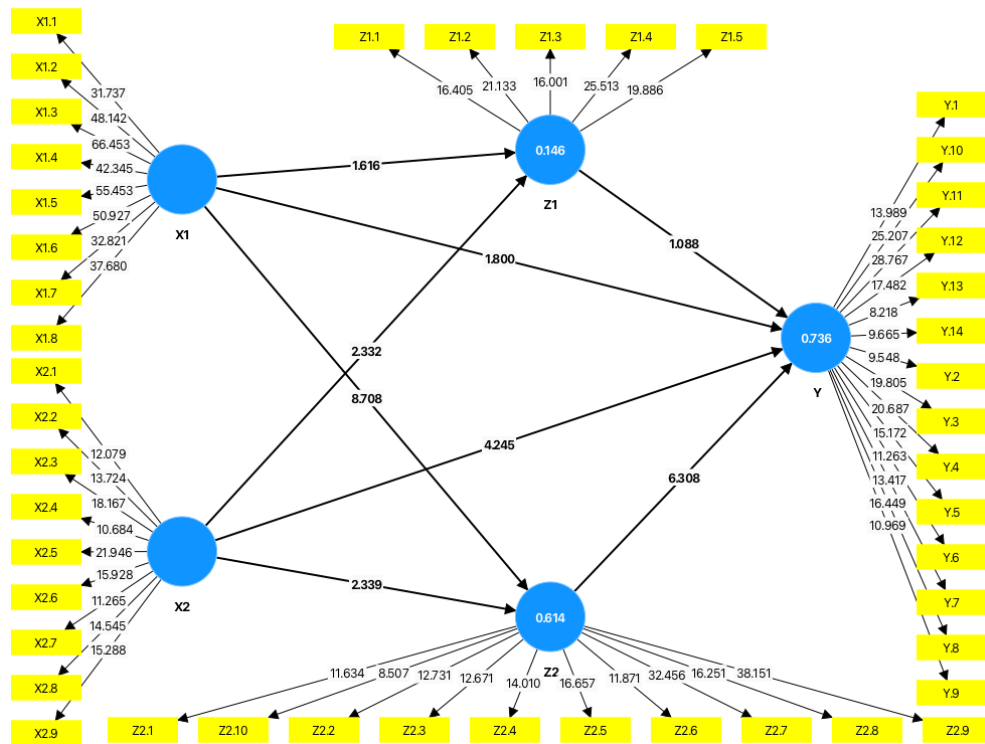 X1.1
X1.2
X1.3
X1.4
X1.5
X1.6
X1.7
X1.8
31.737
48.142
66.453
42.345
55.453
50.927
32.821
37.680
X1
X2.1
X2.2
X2.3
X2.4
X2.5
X2.6
X2.7
X2.8
X2.9
12.079
13.724
18.167
10.684
21.946
15.928
11.265
14.545
15.288
X2
Z1.1 Z1.2 Z1.3 Z1.4 Z1.5
16.405 21.133 16.001 25.513 19.886
0.146
Z1
1.616
1.800
2.332
8.708
4.245
2.339
1.088
6.308
0.736
Y
13.989
25.207
28.767
17.482
8.218
9.665
9.548
19.805
20.687
15.172
11.263
13.417
16.449
10.969
Y.1
Y.10
Y.11
Y.12
Y.13
Y.14
Y.2
Y.3
Y.4
Y.5
Y.6
Y.7
Y.8
Y.9
0.614
Z2
11.634 8.507 12.731 12.671 14.010 16.657 11.871 32.456 16.251 38.151
Z2.1 Z2.10 Z2.2 Z2.3 Z2.4 Z2.5 Z2.6 Z2.7 Z2.8 Z2.9